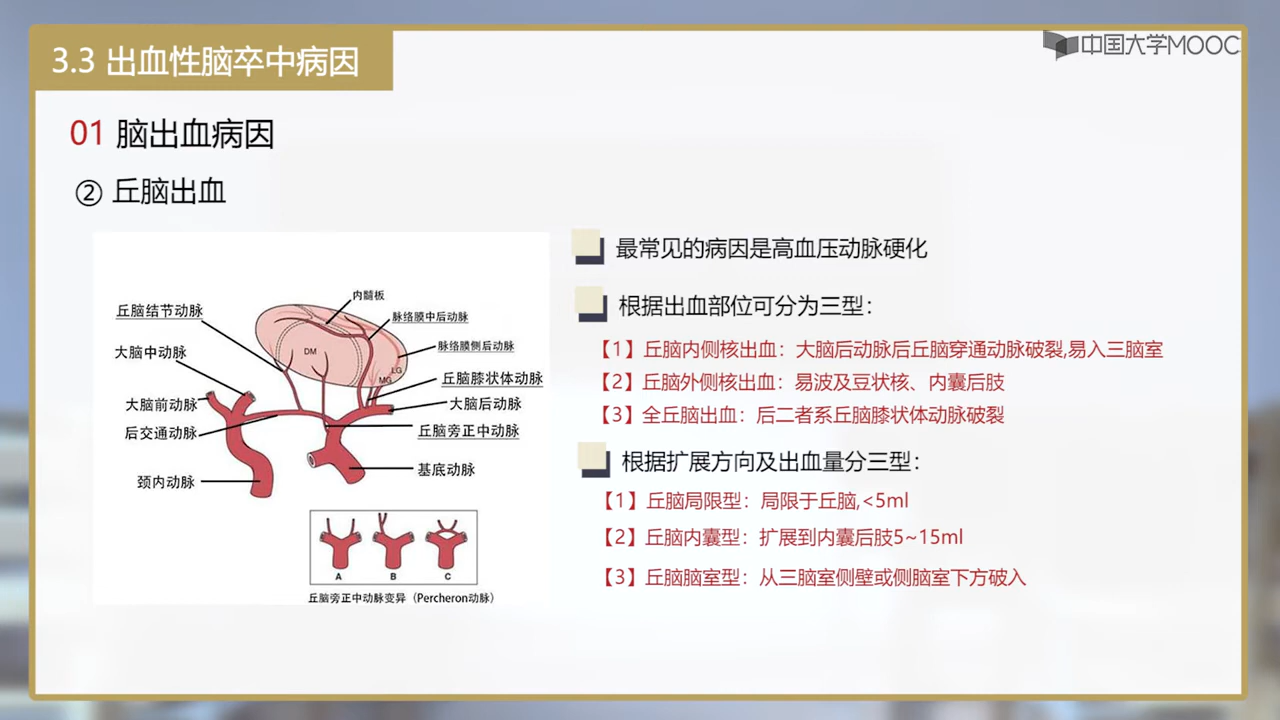 3.3 出血性脑卒中病因
中国大学MOOC
01 脑出血病因
② 丘脑出血
内髓板
丘脑结节动脉
脉络膜中后动脉
大脑中动脉
DM
脉络膜侧后动脉
LG
MG
丘脑膝状体动脉
大脑前动脉
大脑后动脉
后交通动脉
丘脑旁正中动脉
基底动脉
颈内动脉
A
B
C
丘脑旁正中动脉变异（Percheron动脉）
最常见的病因是高血压动脉硬化
根据出血部位可分为三型：
【1】丘脑内侧核出血：大脑后动脉后丘脑穿通动脉破裂,易入三脑室
【2】丘脑外侧核出血：易波及豆状核、内囊后肢
【3】全丘脑出血：后二者系丘脑膝状体动脉破裂
根据扩展方向及出血量分三型：
【1】丘脑局限型：局限于丘脑,<5ml
【2】丘脑内囊型：扩展到内囊后肢5~15ml
【3】丘脑脑室型：从三脑室侧壁或侧脑室下方破入